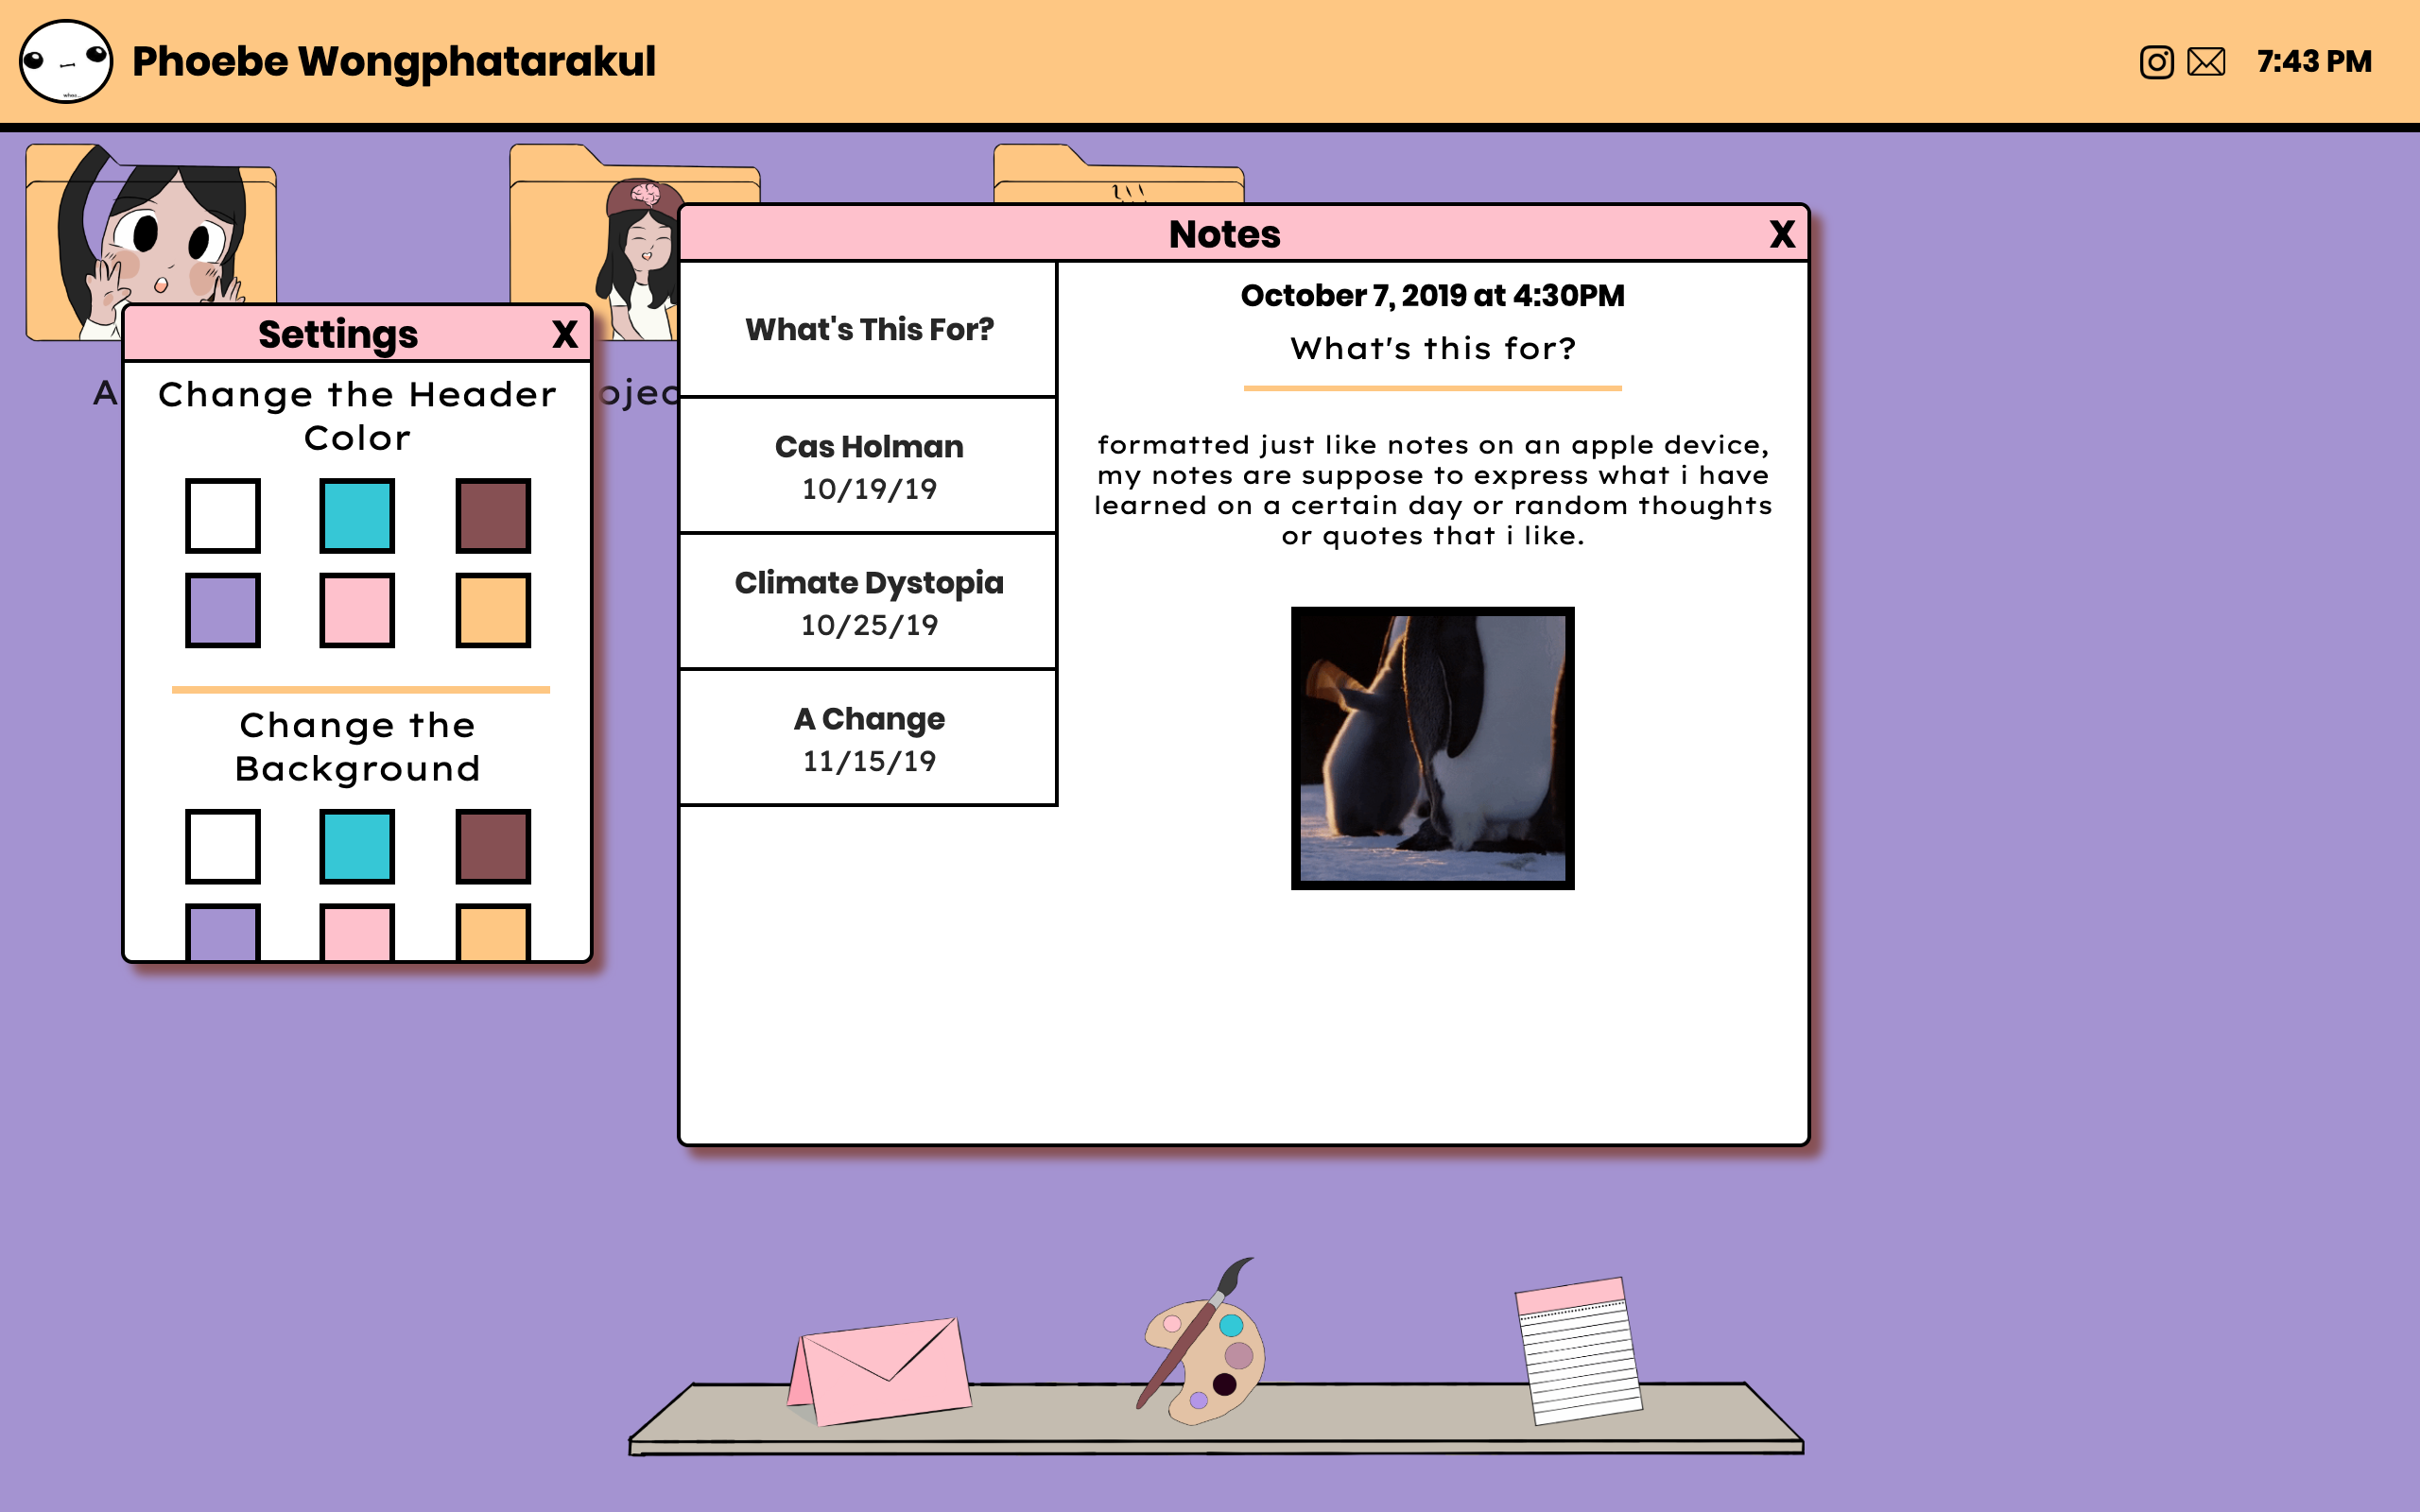 Phoebe Wongphatarakul
7:43 PM
Settings
X
Change the Header
Color
Change the
Background
Notes
X
What's This For?
Cas Holman
10/19/19
Climate Dystopia
10/25/19
A Change
11/15/19
October 7, 2019 at 4:30PM
What's this for?
formatted just like notes on an apple device,
my notes are suppose to express what i have
learned on a certain day or random thoughts
or quotes that i like.